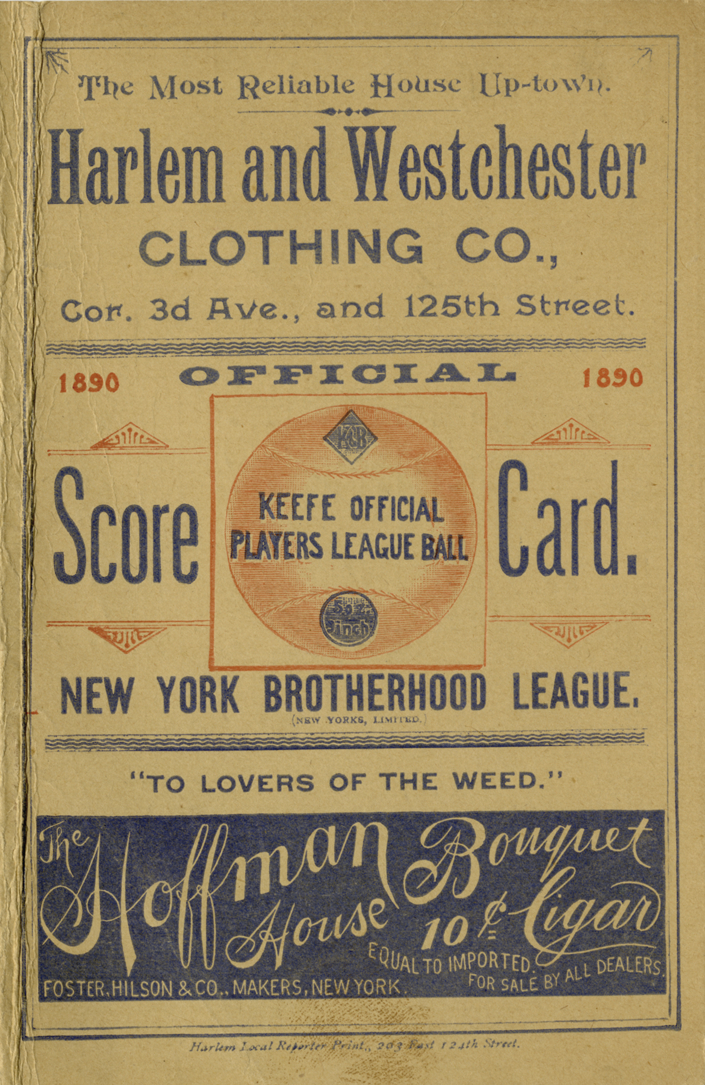 The Most Reliable House Up-town.
Harlem and Westchester
CLOTHING CO.,
Cor. 3d Ave., and 125th Street.
1890 OFFICIAL 1890
K&B
Score
KEEFE OFFICIAL
PLAYERS LEAGUE BALL
Card.
NEW YORK BROTHERHOOD LEAGUE.
(NEW YORKS, LIMITED.)
"TO LOVERS OF THE WEED."
The Hoffman
House
Bouquet
10¢ Cigar
EQUAL TO IMPORTED.
FOR SALE BY ALL DEALERS.
FOSTER, HILSON & CO., MAKERS, NEW YORK.
Harlem Local Reporter Print., 203 East 124th Street.